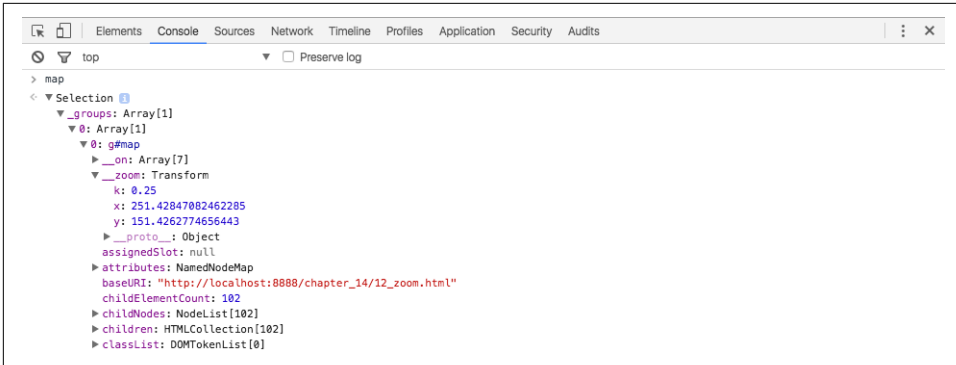 Elements Console Sources Network Timeline Profiles Application Security Audits
top Preserve log
> map
Selection i
_groups: Array[1]
0: Array[1]
0: g#map
__on: Array[7]
__zoom: Transform
k: 0.25
x: 251.42847082462285
y: 151.4262774656443
__proto__: Object
assignedSlot: null
attributes: NamedNodeMap
baseURI: "http://localhost:8888/chapter_14/12_zoom.html"
childElementCount: 102
childNodes: NodeList[102]
children: HTMLCollection[102]
classList: DOMTokenList[0]